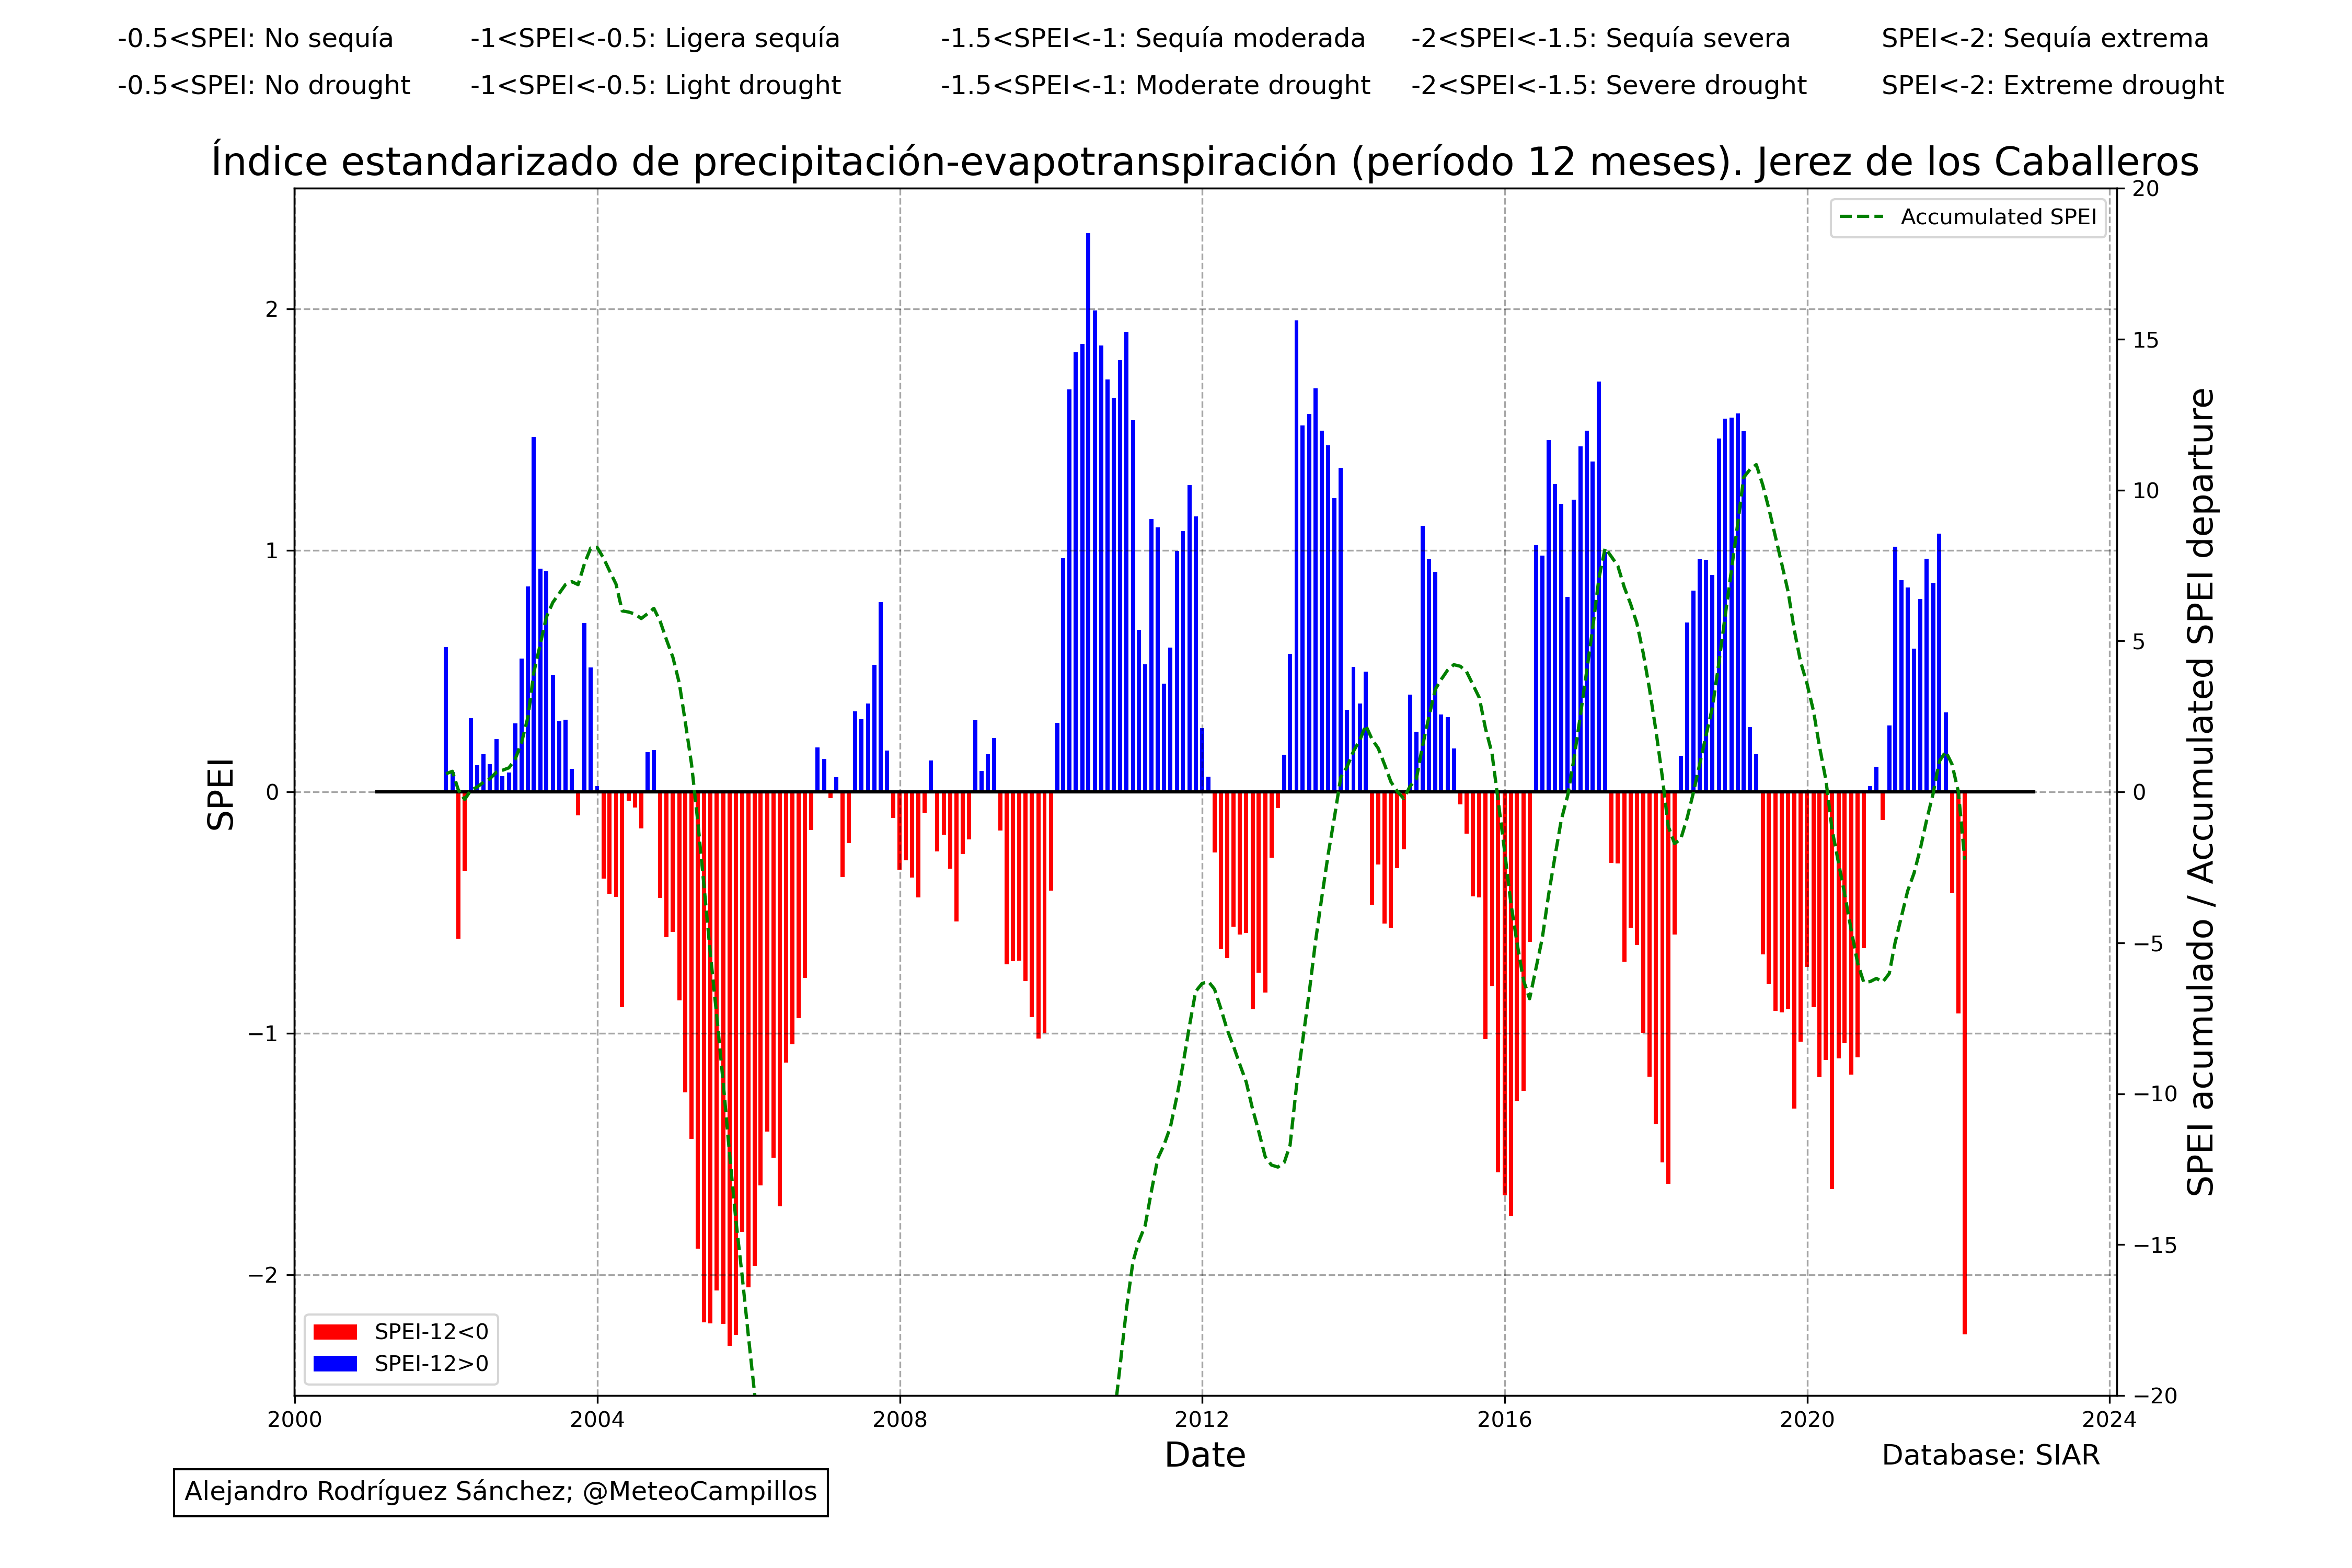 -0.5<SPEI: No sequía
-1<SPEI<-0.5: Ligera sequía
-1.5<SPEI<-1: Sequía moderada
-2<SPEI<-1.5: Sequía severa
SPEI<-2: Sequía extrema
-0.5<SPEI: No drought
-1<SPEI<-0.5: Light drought
-1.5<SPEI<-1: Moderate drought
-2<SPEI<-1.5: Severe drought
SPEI<-2: Extreme drought
Índice estandarizado de precipitación-evapotranspiración (período 12 meses). Jerez de los Caballeros
Accumulated SPEI
SPEI
2
1
0
−1
−2
20
15
10
5
0
−5
−10
−15
−20
SPEI acumulado / Accumulated SPEI departure
SPEI-12<0
SPEI-12>0
2000
2004
2008
2012
2016
2020
2024
Date
Database: SIAR
Alejandro Rodríguez Sánchez; @MeteoCampillos